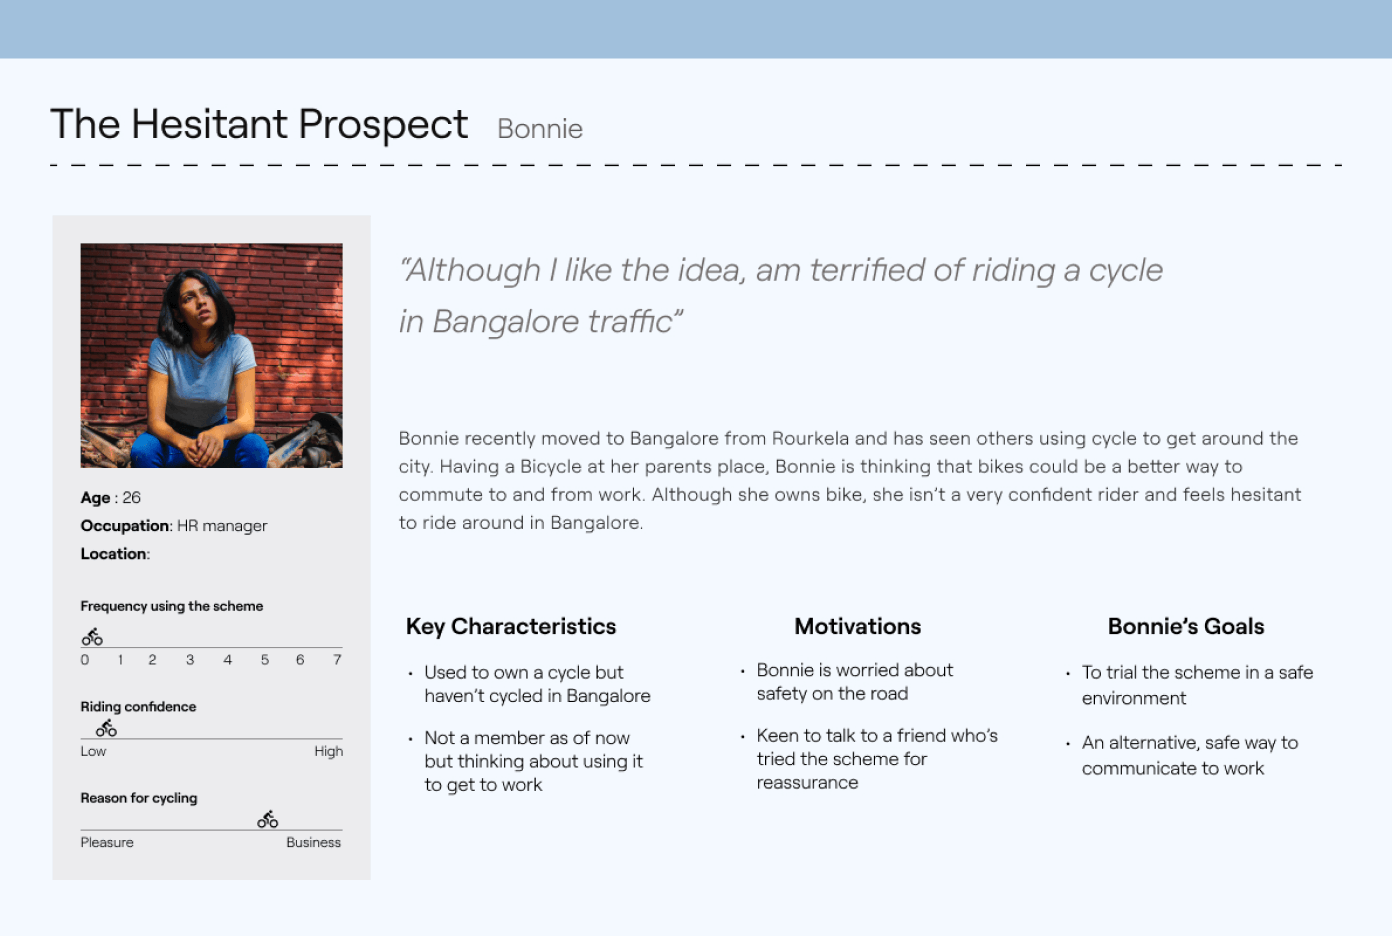 The Hesitant Prospect Bonnie
“Although I like the idea, am terrified of riding a cycle
in Bangalore traffic”
Bonnie recently moved to Bangalore from Rourkela and has seen others using cycle to get around the
city. Having a Bicycle at her parents place, Bonnie is thinking that bikes could be a better way to
commute to and from work. Although she owns bike, she isn’t a very confident rider and feels hesitant
to ride around in Bangalore.
Age : 26
Occupation: HR manager
Location:
Frequency using the scheme
0 1 2 3 4 5 6 7
Riding confidence
Low High
Reason for cycling
Pleasure Business
Key Characteristics
• Used to own a cycle but
haven’t cycled in Bangalore
• Not a member as of now
but thinking about using it
to get to work
Motivations
• Bonnie is worried about
safety on the road
• Keen to talk to a friend who’s
tried the scheme for
reassurance
Bonnie’s Goals
• To trial the scheme in a safe
environment
• An alternative, safe way to
communicate to work